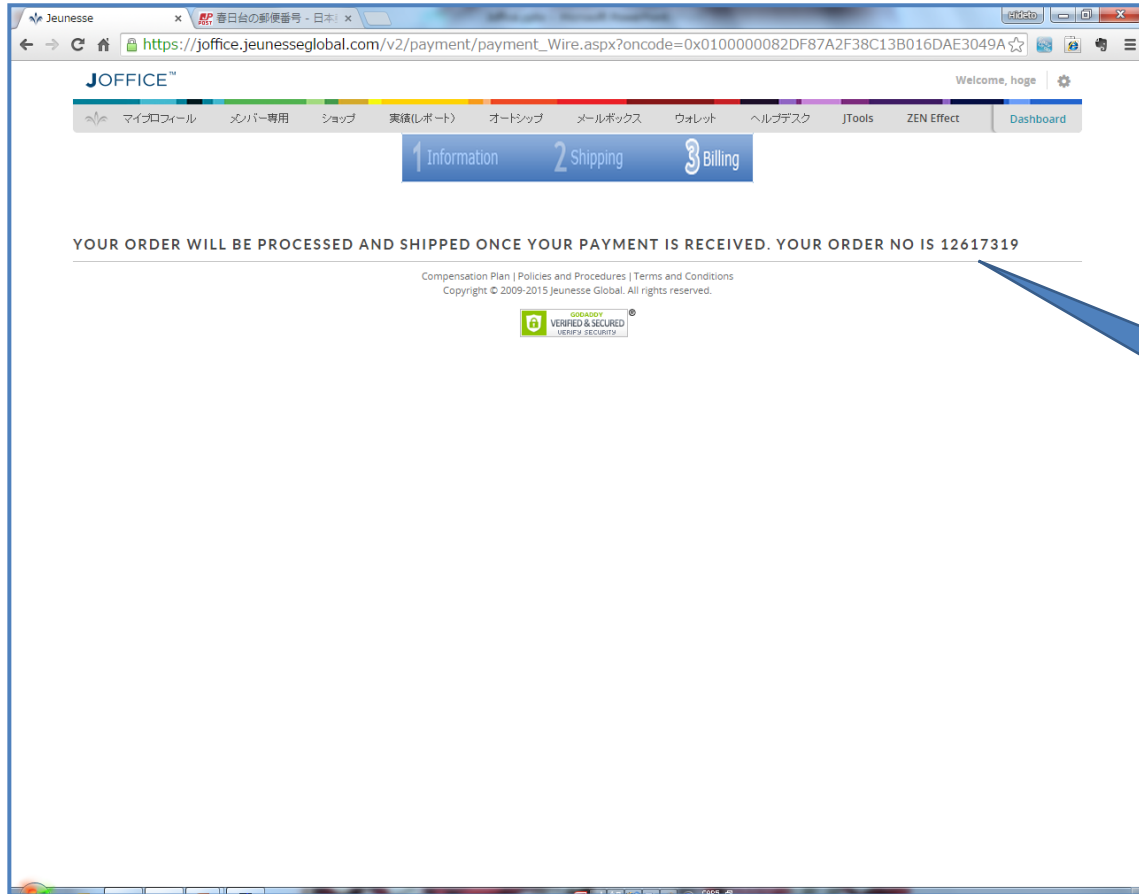 Jeunesse
春日台の郵便番号 - 日本
Hideto
https://joffice.jeunesseglobal.com/v2/payment/payment_Wire.aspx?oncode=0x0100000082DF87A2F38C13B016DAE3049A
JOFFICE™
Welcome, hoge
マイプロフィール メンバー専用 ショップ 実績(レポート) オートシップ メールボックス ウォレット ヘルプデスク JTools ZEN Effect Dashboard
1 Information 2 Shipping 3 Billing
YOUR ORDER WILL BE PROCESSED AND SHIPPED ONCE YOUR PAYMENT IS RECEIVED. YOUR ORDER NO IS 12617319
Compensation Plan | Policies and Procedures | Terms and Conditions
Copyright © 2009-2015 Jeunesse Global. All rights reserved.
GODADDY
VERIFIED & SECURED
VERIFY SECURITY
®